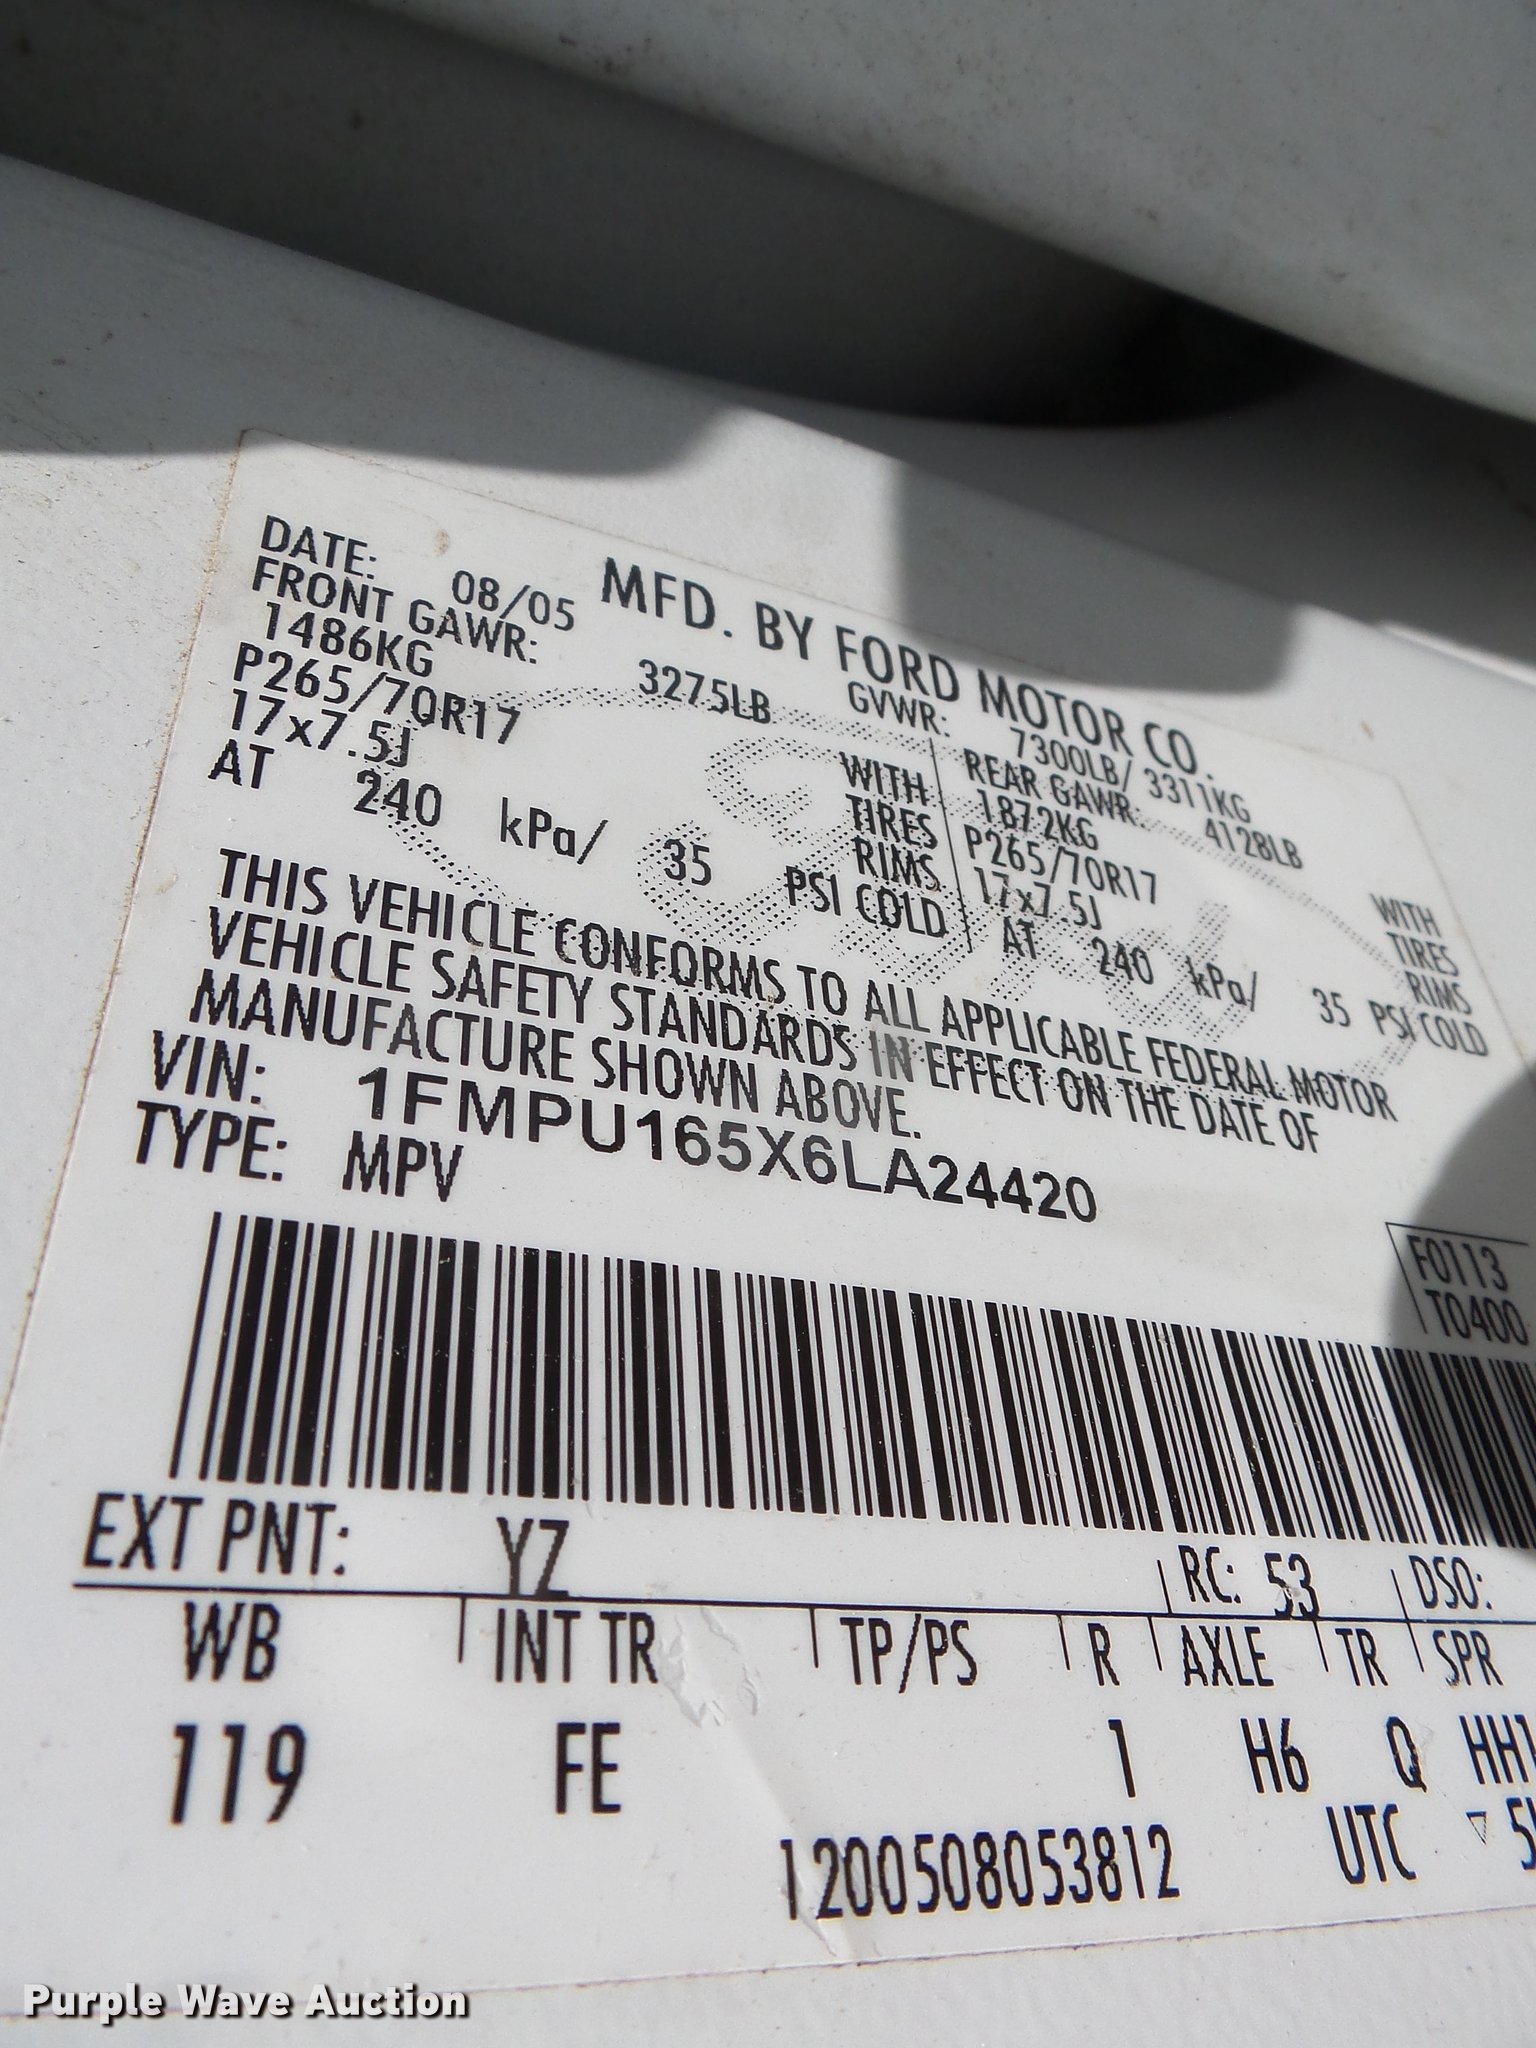 MFD. BY FORD MOTOR CO.
DATE: 08/05 GVWR: 7300LB/ 3311KG
FRONT GAWR: 3275LB REAR GAWR: 4128LB
1486KG WITH 1872KG WITH
P265/70R17 TIRES P265/70R17 TIRES
17x7.5J RIMS 17x7.5J RIMS
AT 240 kPa/ 35 PSI COLD AT 240 kPa/ 35 PSI COLD
THIS VEHICLE CONFORMS TO ALL APPLICABLE FEDERAL MOTOR
VEHICLE SAFETY STANDARDS IN EFFECT ON THE DATE OF
MANUFACTURE SHOWN ABOVE.
VIN: 1FMPU165X6LA24420
TYPE: MPV
F0113
T0400
EXT PNT: YZ RC: 53 DSO:
WB INT TR TP/PS R AXLE TR SPR
119 FE 1 H6 Q HH1
1200508053812 UTC
Purple Wave Auction